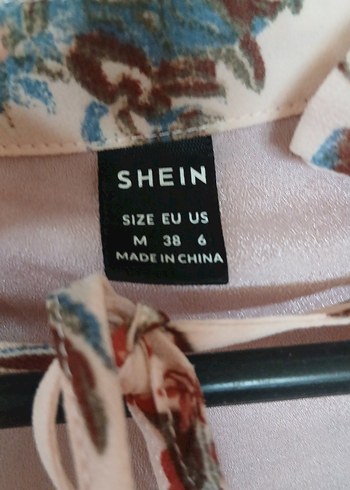 SHEIN
SIZE EU US
M 38 6
MADE IN CHINA